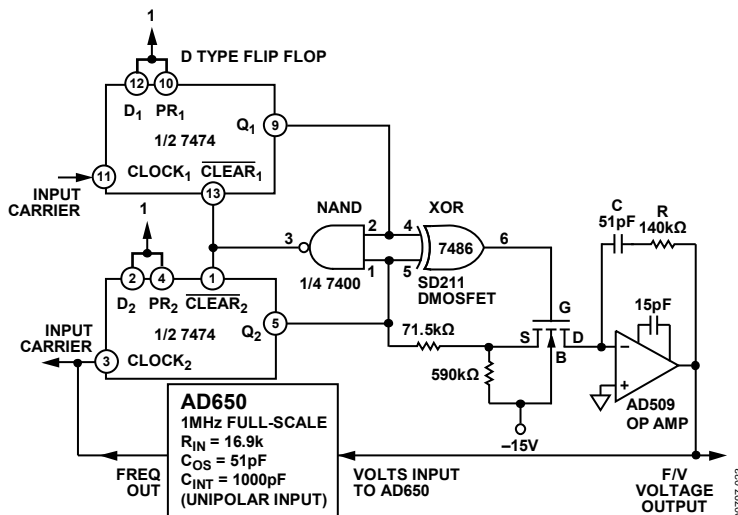 1
D TYPE FLIP FLOP
12
10
D1
PR1
Q1
9
1/2 7474
11
CLOCK1
CLEAR1
13
INPUT
CARRIER
1
NAND
XOR
2
4
3
7486
6
1
5
1/4 7400
SD211
DMOSFET
C
51pF
R
140kΩ
2
4
1
D2
PR2
CLEAR2
1/2 7474
Q2
5
INPUT
CARRIER
3
CLOCK2
71.5kΩ
590kΩ
G
S
D
B
–15V
15pF
–
+
AD509
OP AMP
AD650
1MHz FULL-SCALE
RIN = 16.9k
COS = 51pF
CINT = 1000pF
(UNIPOLAR INPUT)
FREQ
OUT
VOLTS INPUT
TO AD650
F/V
VOLTAGE
OUTPUT